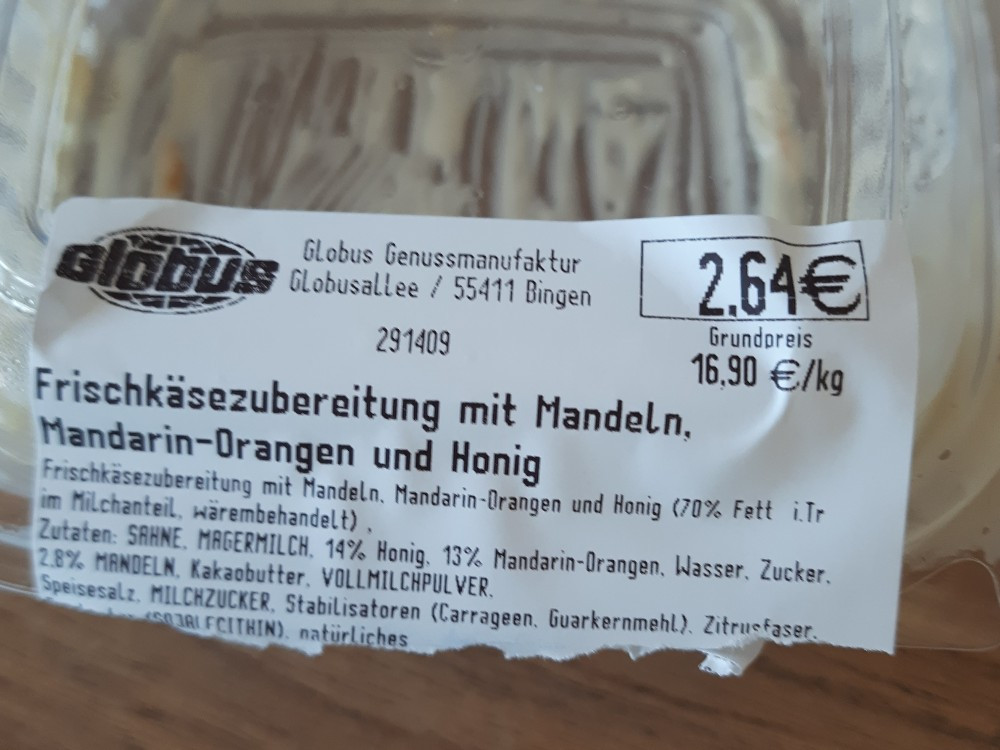 Globus
Globus Genussmanufaktur
Globusallee / 55411 Bingen
2.64€
Grundpreis
16,90 €/kg
291409
Frischkäsezubereitung mit Mandeln,
Mandarin-Orangen und Honig
Frischkäsezubereitung mit Mandeln, Mandarin-Orangen und Honig (70% Fett i.Tr
im Milchanteil, wärembehandelt) ,
Zutaten: SAHNE, MAGERMILCH, 14% Honig, 13% Mandarin-Orangen, Wasser, Zucker,
2,8% MANDELN, Kakaobutter, VOLLMILCHPULVER,
Speisesalz, MILCHZUCKER, Stabilisatoren (Carrageen, Guarkernmehl), Zitrusfaser,
(SOJALECITHIN), natürliches